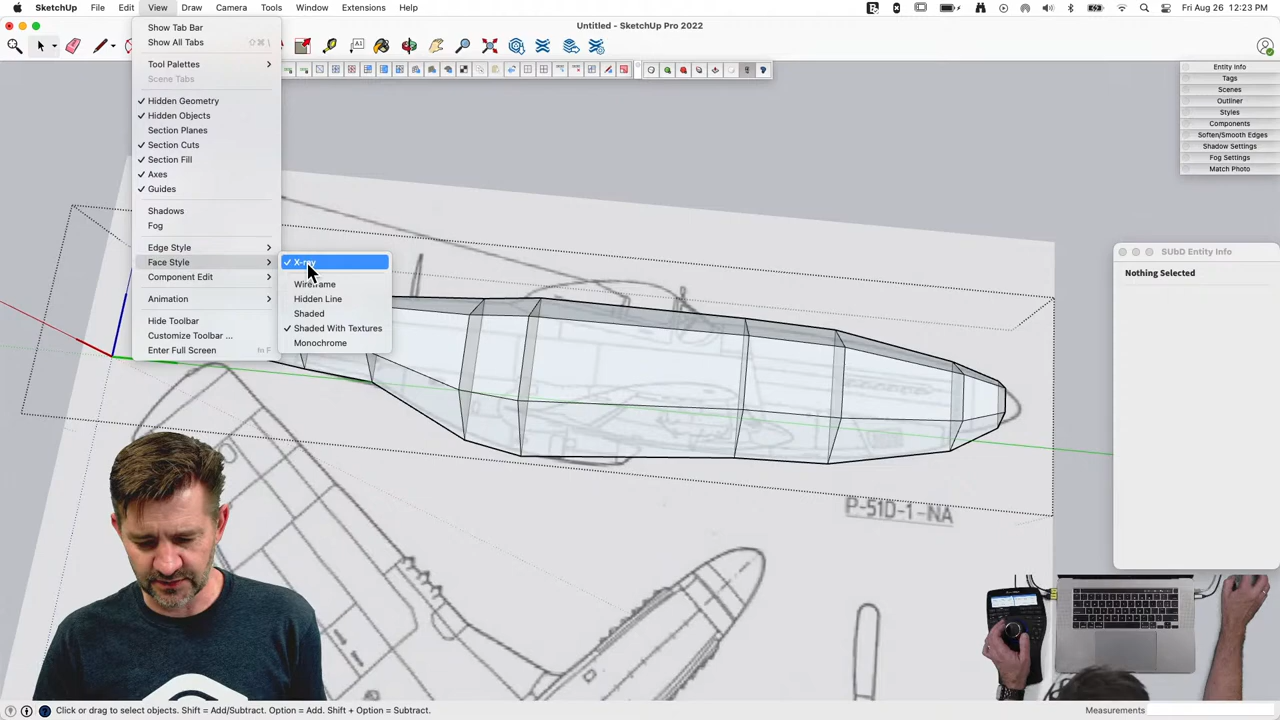 SketchUp File Edit View Draw Camera Tools Window Extensions Help Fri Aug 26 12:23 PM
Untitled - SketchUp Pro 2022
Show Tab Bar
Show All Tabs
Tool Palettes
Scene Tabs
Hidden Geometry
Hidden Objects
Section Planes
Section Cuts
Section Fill
Axes
Guides
Shadows
Fog
Edge Style
Face Style
Component Edit
Animation
Hide Toolbar
Customize Toolbar ...
Enter Full Screen
X-ray
Wireframe
Hidden Line
Shaded
Shaded With Textures
Monochrome
Entity Info
Tags
Scenes
Outliner
Styles
Components
Soften/Smooth Edges
Shadow Settings
Fog Settings
Match Photo
SUbD Entity Info
Nothing Selected
P-51D-1-NA
Click or drag to select objects. Shift = Add/Subtract. Option = Add. Shift + Option = Subtract.
Measurements